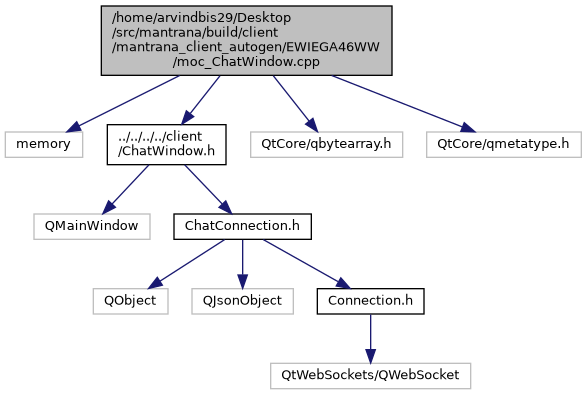 /home/arvindbis29/Desktop
/src/mantrana/build/client
/mantrana_client_autogen/EWIEGA46WW
/moc_ChatWindow.cpp
memory
../../../../client
/ChatWindow.h
QtCore/qbytearray.h
QtCore/qmetatype.h
QMainWindow
ChatConnection.h
QObject
QJsonObject
Connection.h
QtWebSockets/QWebSocket